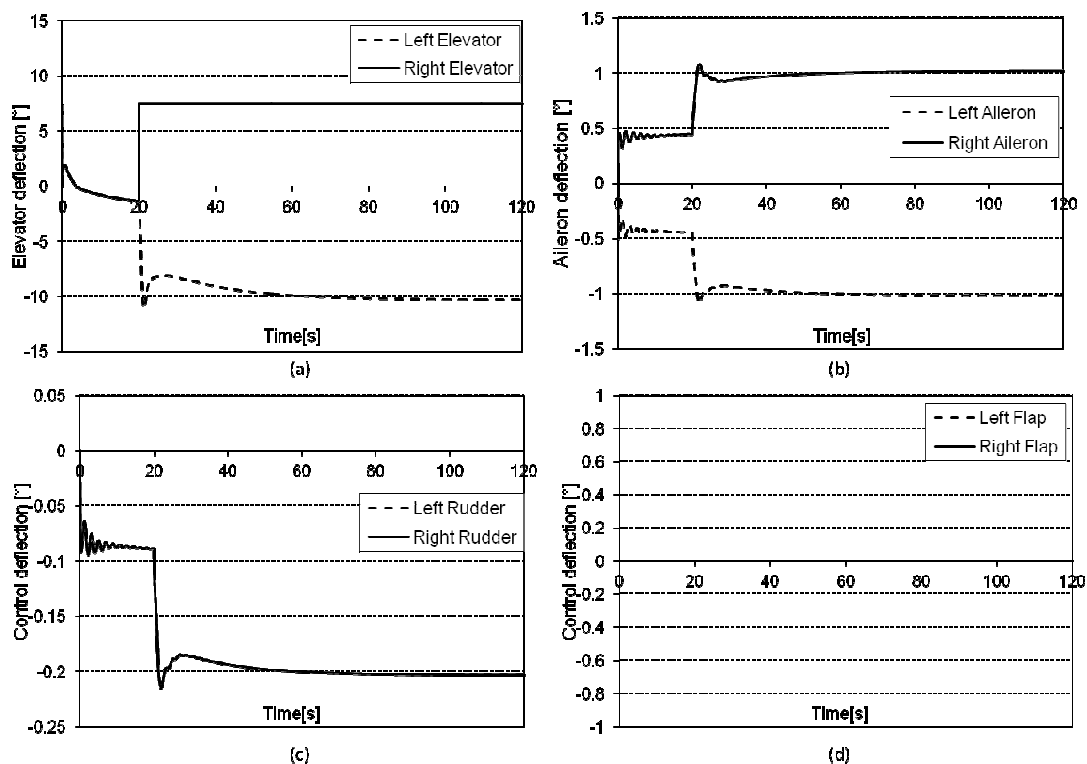 15
10
5
0
-5
-10
-15
0 20 40 60 80 100 120
Elevator deflection [°]
Time[s]
Left Elevator
Right Elevator
(a)
1.5
1
0.5
0
-0.5
-1
-1.5
0 20 40 60 80 100 120
Aileron deflection [°]
Time[s]
Left Aileron
Right Aileron
(b)
0.05
0
-0.05
-0.1
-0.15
-0.2
-0.25
0 20 40 60 80 100 120
Control deflection [°]
Time[s]
Left Rudder
Right Rudder
(c)
1
0.8
0.6
0.4
0.2
0
-0.2
-0.4
-0.6
-0.8
-1
0 20 40 60 80 100 120
Control deflection [°]
Time[s]
Left Flap
Right Flap
(d)